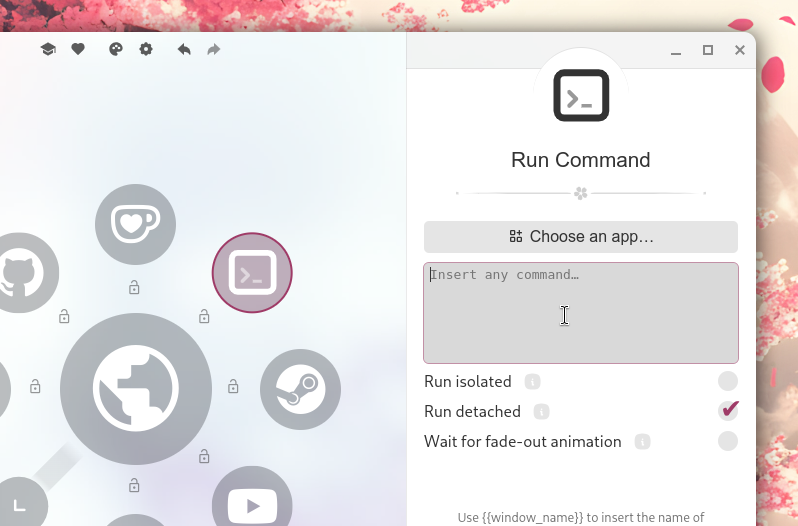 Run Command
Choose an app…
Insert any command…
Run isolated
Run detached
Wait for fade-out animation
Use {{window_name}} to insert the name of